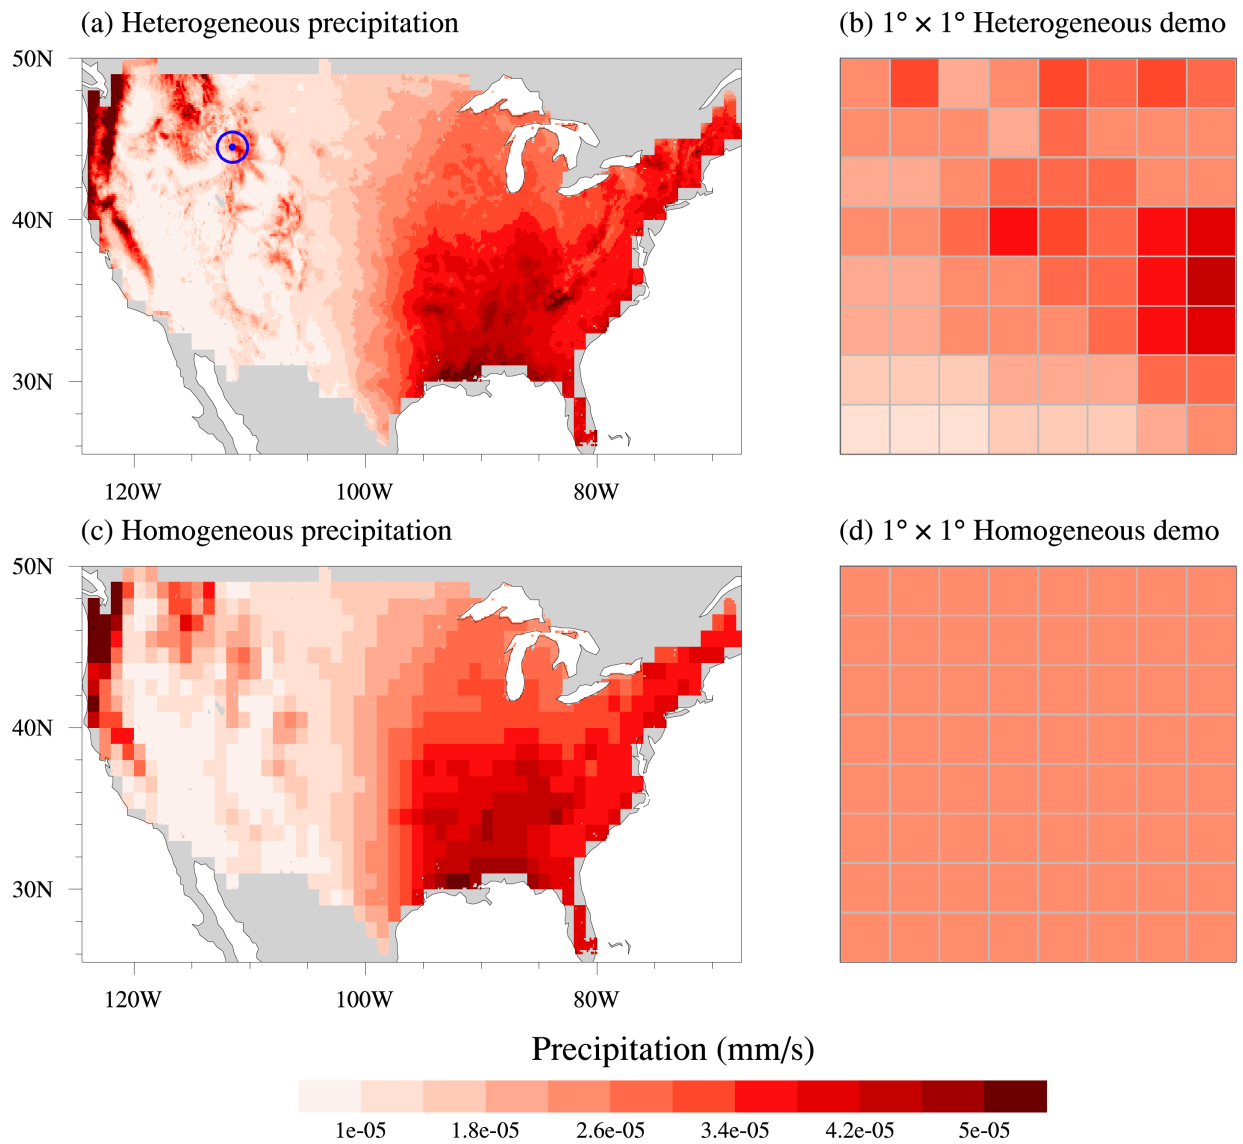 (a) Heterogeneous precipitation
(b) 1° × 1° Heterogeneous demo
50N
40N
30N
120W 100W 80W
(c) Homogeneous precipitation
(d) 1° × 1° Homogeneous demo
50N
40N
30N
120W 100W 80W
Precipitation (mm/s)
1e-05 1.8e-05 2.6e-05 3.4e-05 4.2e-05 5e-05